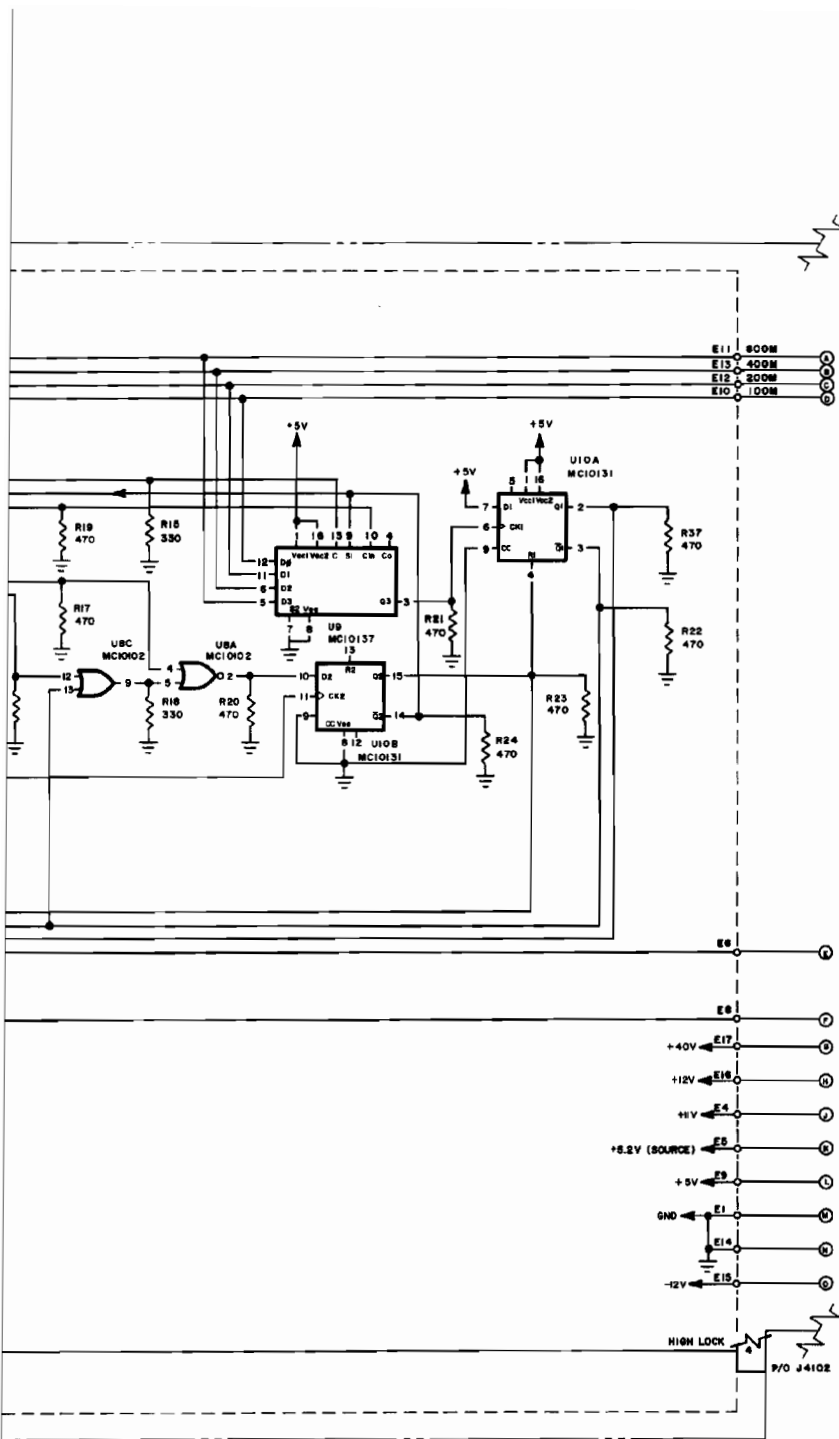 E11 800M A
E13 400M B
E12 200M C
E10 100M D
+5V
+5V
+5V
U10A
MC10131
5 16
Vcc1 Vcc2
7 D1 Q1 2
6 CK1
9 CC Q1 3
R1
4
R37
470
R22
470
R19
470
R15
330
1 16 13 9 10 4
Vcc1 Vcc2 C S1 Cin Co
12 D0
11 D1
6 D2
5 D3 Q3 3
S2 Vee
7 8
U9
MC10137
R21
470
R17
470
U8C
MC10102
12
13
9
U8A
MC10102
4
5
2
R18
330
R20
470
13
R2
10 D2 Q2 15
11 CK2
9 Q2 14
CC Vee
8 12
U10B
MC10131
R23
470
R24
470
E6 E
E8 F
+40V E17
+12V E16 H
+11V E4 J
+5.2V (SOURCE) E5 K
+5V E9 L
GND E1 M
E14 N
-12V E15
HIGH LOCK 4
P/O J4102